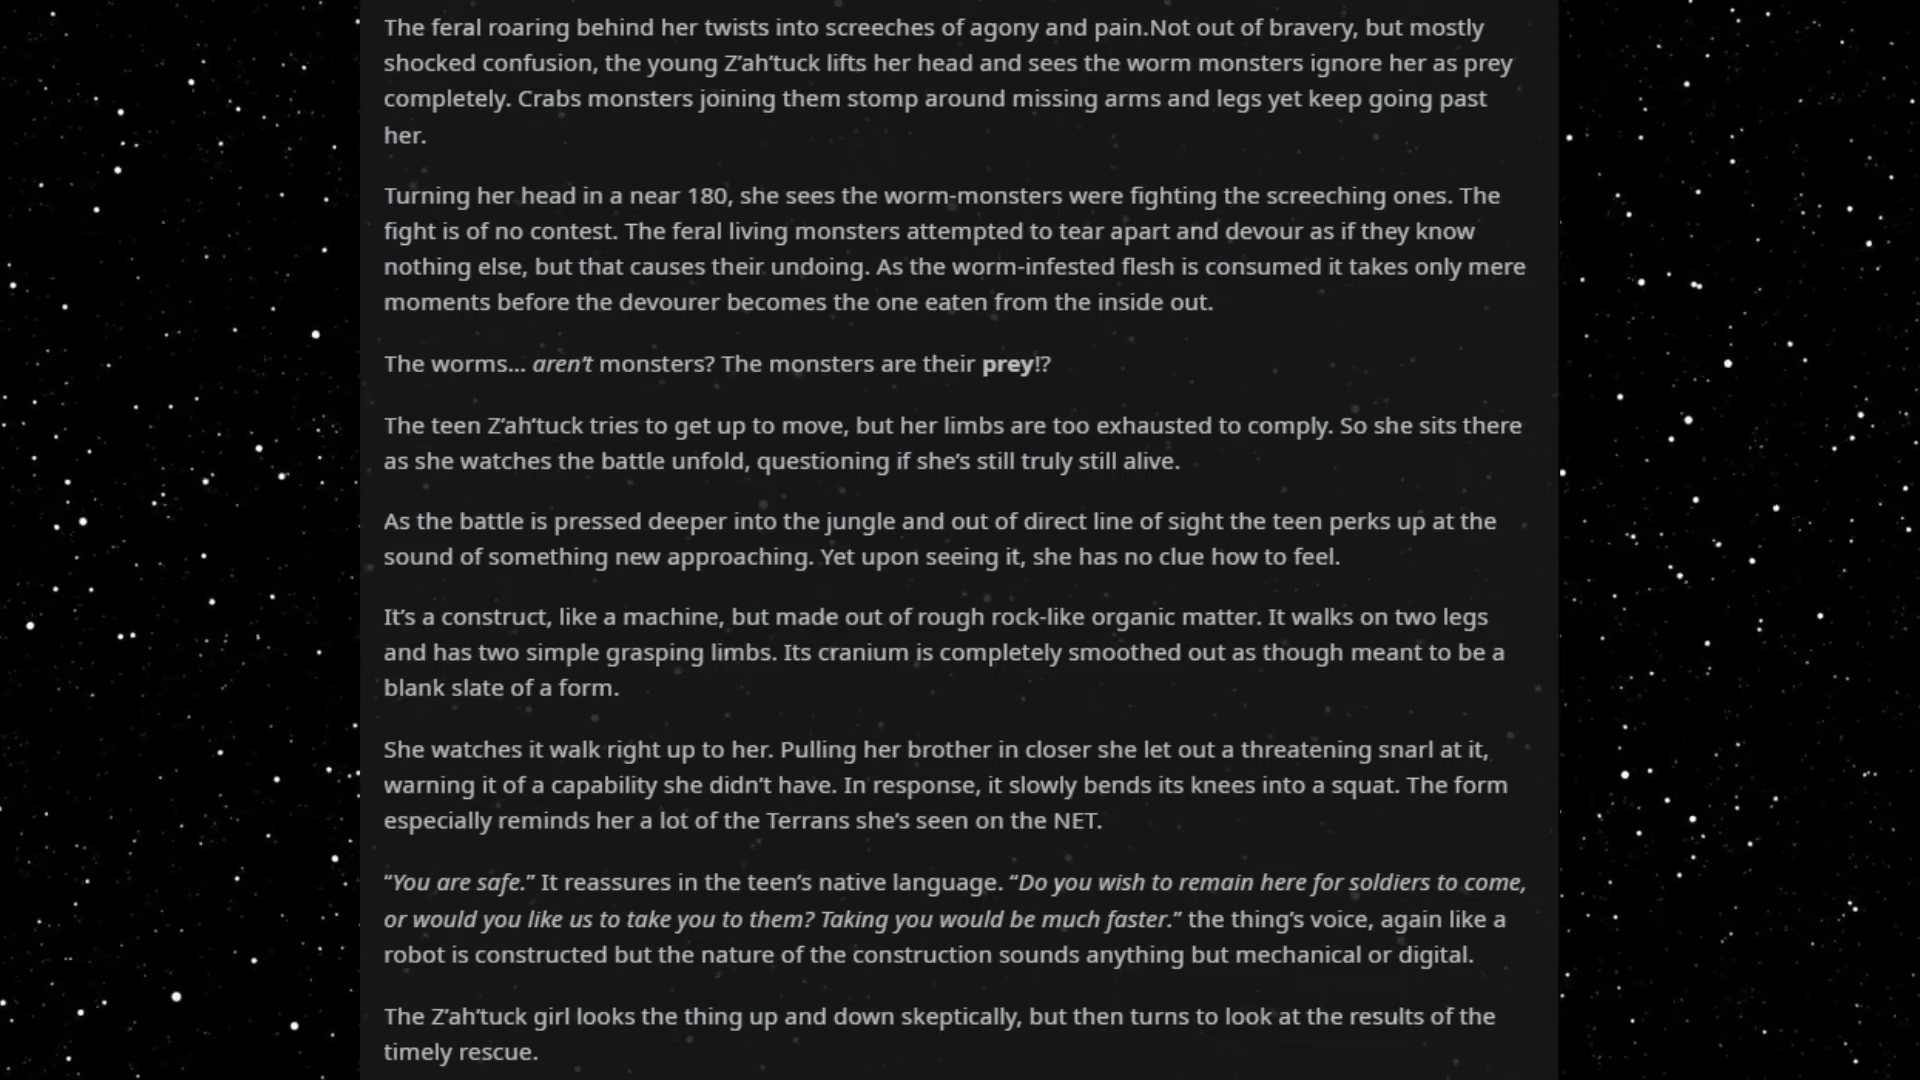 The feral roaring behind her twists into screeches of agony and pain.Not out of bravery, but mostly
shocked confusion, the young Z’ah’tuck lifts her head and sees the worm monsters ignore her as prey
completely. Crabs monsters joining them stomp around missing arms and legs yet keep going past
her.
Turning her head in a near 180, she sees the worm-monsters were fighting the screeching ones. The
fight is of no contest. The feral living monsters attempted to tear apart and devour as if they know
nothing else, but that causes their undoing. As the worm-infested flesh is consumed it takes only mere
moments before the devourer becomes the one eaten from the inside out.
The worms… aren’t monsters? The monsters are their prey!?
The teen Z’ah’tuck tries to get up to move, but her limbs are too exhausted to comply. So she sits there
as she watches the battle unfold, questioning if she’s still truly still alive.
As the battle is pressed deeper into the jungle and out of direct line of sight the teen perks up at the
sound of something new approaching. Yet upon seeing it, she has no clue how to feel.
It’s a construct, like a machine, but made out of rough rock-like organic matter. It walks on two legs
and has two simple grasping limbs. Its cranium is completely smoothed out as though meant to be a
blank slate of a form.
She watches it walk right up to her. Pulling her brother in closer she let out a threatening snarl at it,
warning it of a capability she didn’t have. In response, it slowly bends its knees into a squat. The form
especially reminds her a lot of the Terrans she’s seen on the NET.
“You are safe.” It reassures in the teen’s native language. “Do you wish to remain here for soldiers to come,
or would you like us to take you to them? Taking you would be much faster.” the thing’s voice, again like a
robot is constructed but the nature of the construction sounds anything but mechanical or digital.
The Z’ah’tuck girl looks the thing up and down skeptically, but then turns to look at the results of the
timely rescue.